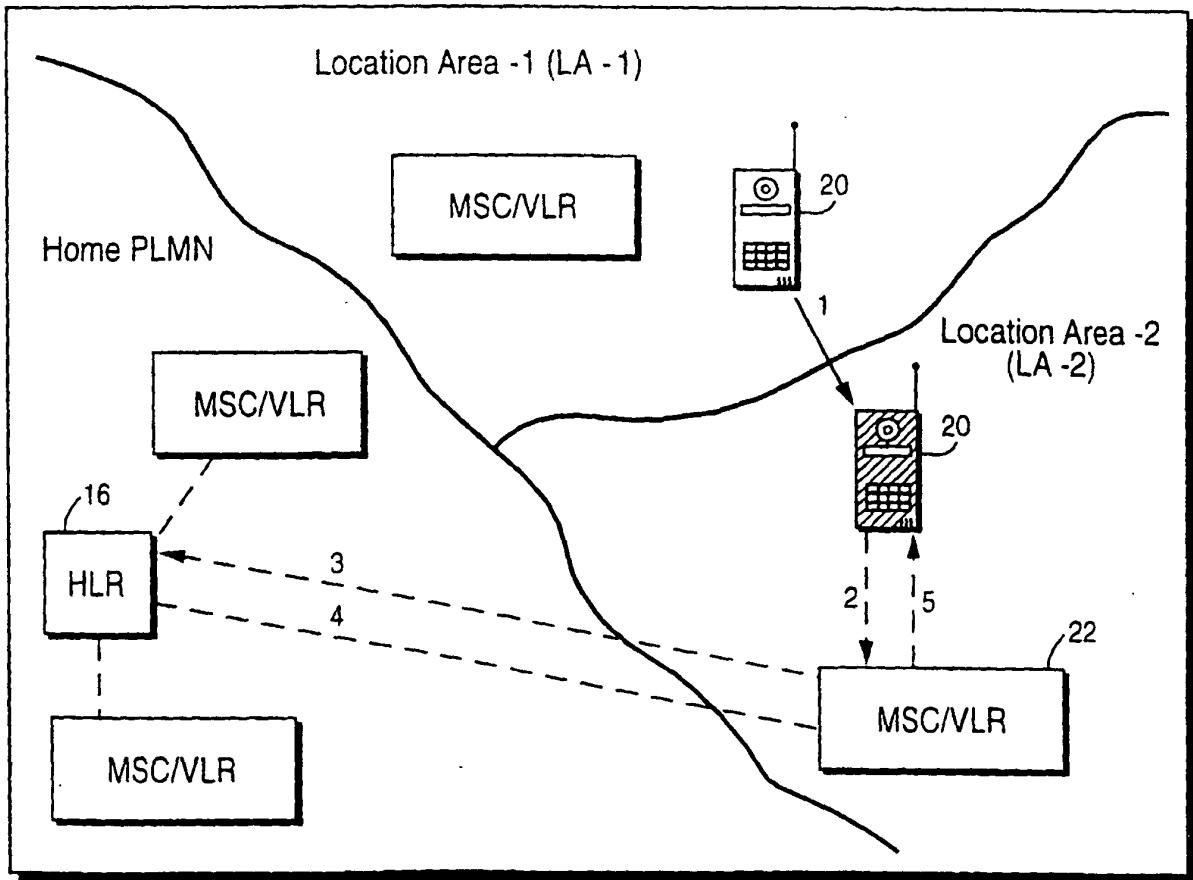 Location Area -1 (LA - 1)
MSC/VLR
20
Home PLMN
1
Location Area -2
(LA -2)
MSC/VLR
20
16
HLR
3
4
2
5
22
MSC/VLR
MSC/VLR